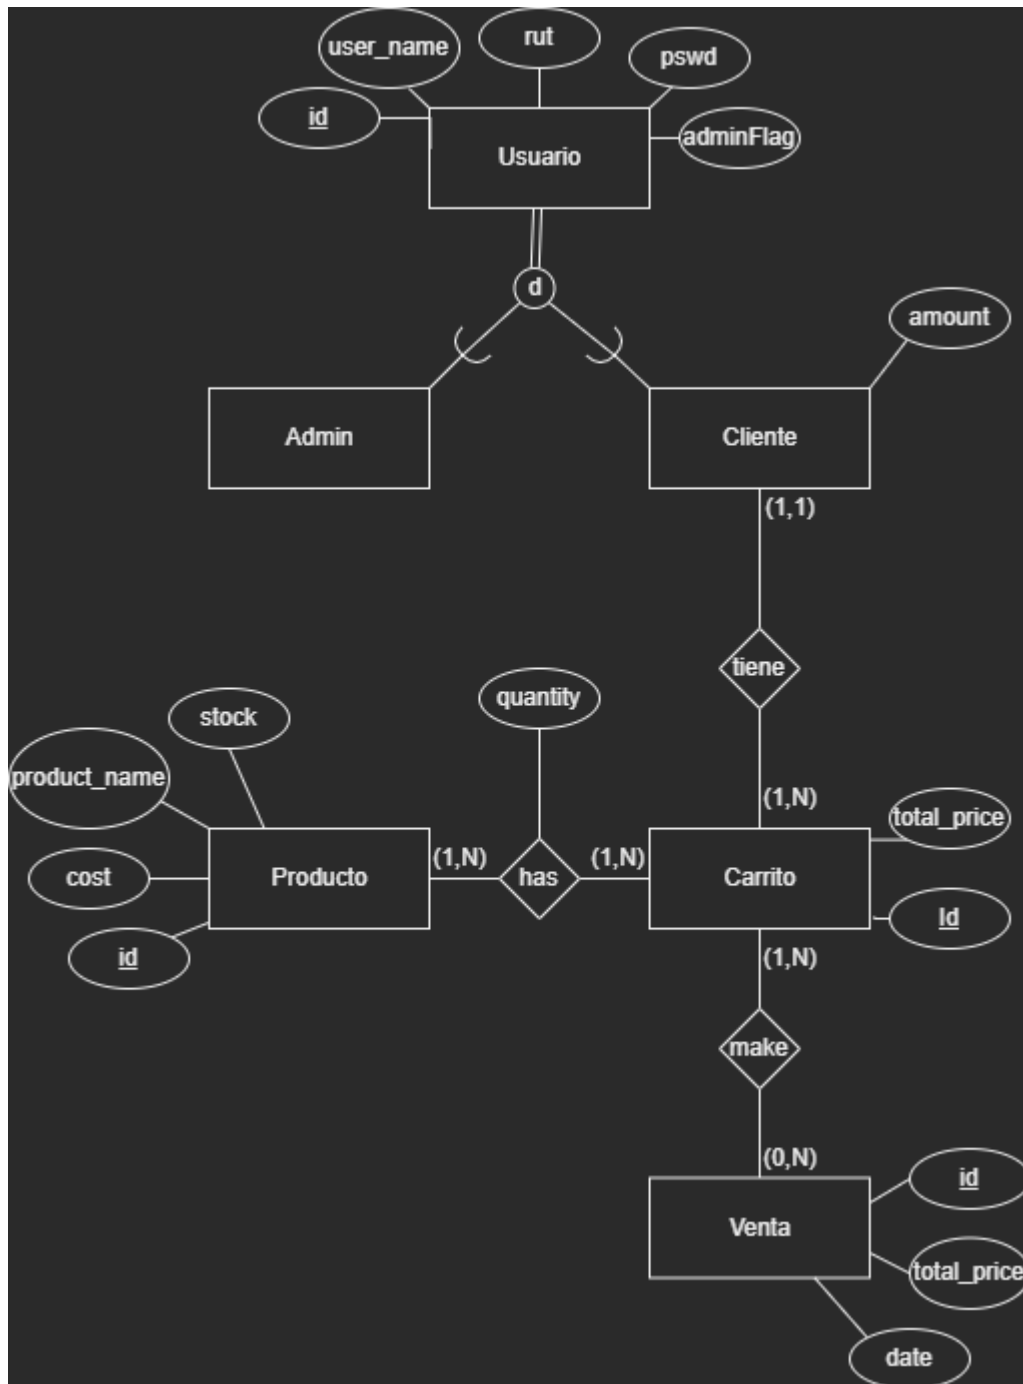 user_name
rut
pswd
id
adminFlag
Usuario
d
amount
Admin
Cliente
(1,1)
tiene
quantity
stock
product_name
(1,N)
total_price
cost
Producto
(1,N)
has
(1,N)
Carrito
id
Id
(1,N)
make
(0,N)
id
Venta
total_price
date